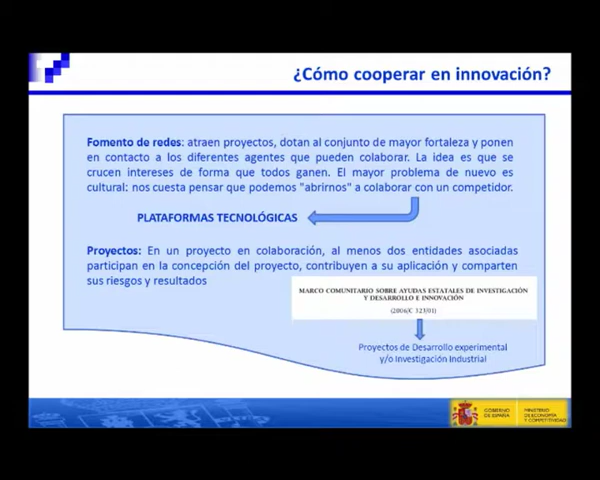 ¿Cómo cooperar en innovación?
Fomento de redes: atraen proyectos, dotan al conjunto de mayor fortaleza y ponen
en contacto a los diferentes agentes que pueden colaborar. La idea es que se
crucen intereses de forma que todos ganen. El mayor problema de nuevo es
cultural: nos cuesta pensar que podemos "abrirnos" a colaborar con un competidor.
PLATAFORMAS TECNOLÓGICAS
Proyectos: En un proyecto en colaboración, al menos dos entidades asociadas
participan en la concepción del proyecto, contribuyen a su aplicación y comparten
sus riesgos y resultados
MARCO COMUNITARIO SOBRE AYUDAS ESTATALES DE INVESTIGACIÓN
Y DESARROLLO E INNOVACIÓN
(2006/C 323/01)
Proyectos de Desarrollo experimental
y/o Investigación Industrial
GOBIERNO
DE ESPAÑA
MINISTERIO
DE ECONOMÍA
Y COMPETITIVIDAD